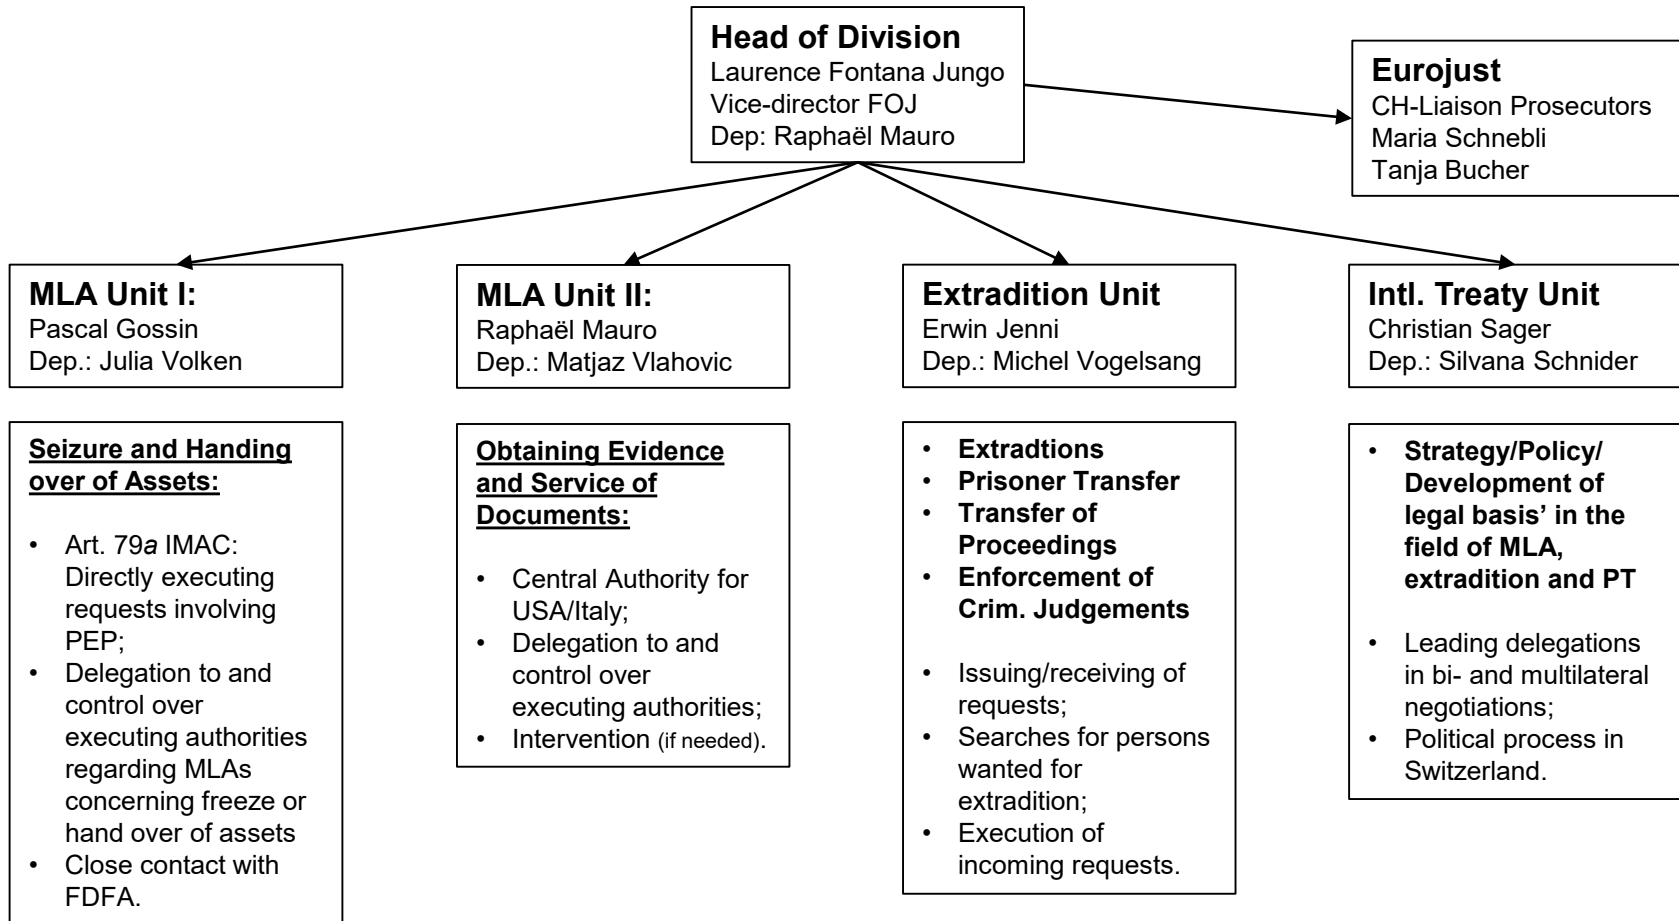 Head of Division
Laurence Fontana Jungo
Vice-director FOJ
Dep: Raphaël Mauro
Eurojust
CH-Liaison Prosecutors
Maria Schnebli
Tanja Bucher
MLA Unit I:
Pascal Gossin
Dep.: Julia Volken
MLA Unit II:
Raphaël Mauro
Dep.: Matjaz Vlahovic
Extradition Unit
Erwin Jenni
Dep.: Michel Vogelsang
Intl. Treaty Unit
Christian Sager
Dep.: Silvana Schnider
Seizure and Handing
over of Assets:
• Art. 79a IMAC:
Directly executing
requests involving
PEP;
• Delegation to and
control over
executing authorities
regarding MLAs
concerning freeze or
hand over of assets
• Close contact with
FDFA.
Obtaining Evidence
and Service of
Documents:
• Central Authority for
USA/Italy;
• Delegation to and
control over
executing authorities;
• Intervention (if needed).
• Extradtions
• Prisoner Transfer
• Transfer of
Proceedings
• Enforcement of
Crim. Judgements
• Issuing/receiving of
requests;
• Searches for persons
wanted for
extradition;
• Execution of
incoming requests.
• Strategy/Policy/
Development of
legal basis’ in the
field of MLA,
extradition and PT
• Leading delegations
in bi- and multilateral
negotiations;
• Political process in
Switzerland.